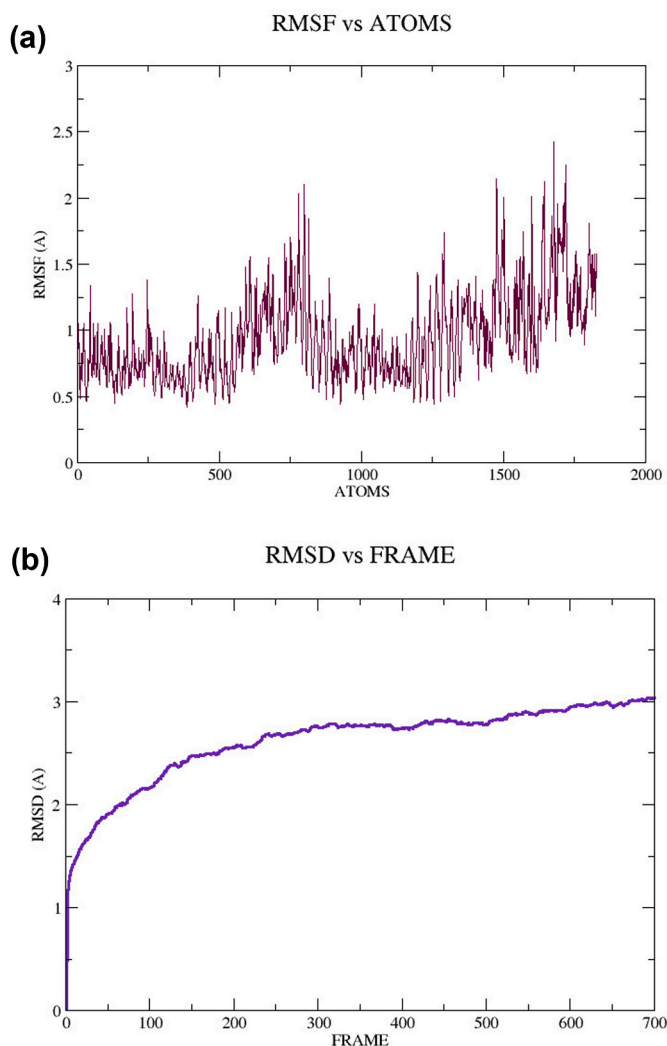 (a)
RMSF vs ATOMS
3
2.5
2
1.5
1
0.5
0
RMSF (A)
0 500 1000 1500 2000
ATOMS
(b)
RMSD vs FRAME
4
3
2
1
0
RMSD (A)
0 100 200 300 400 500 600 700
FRAME